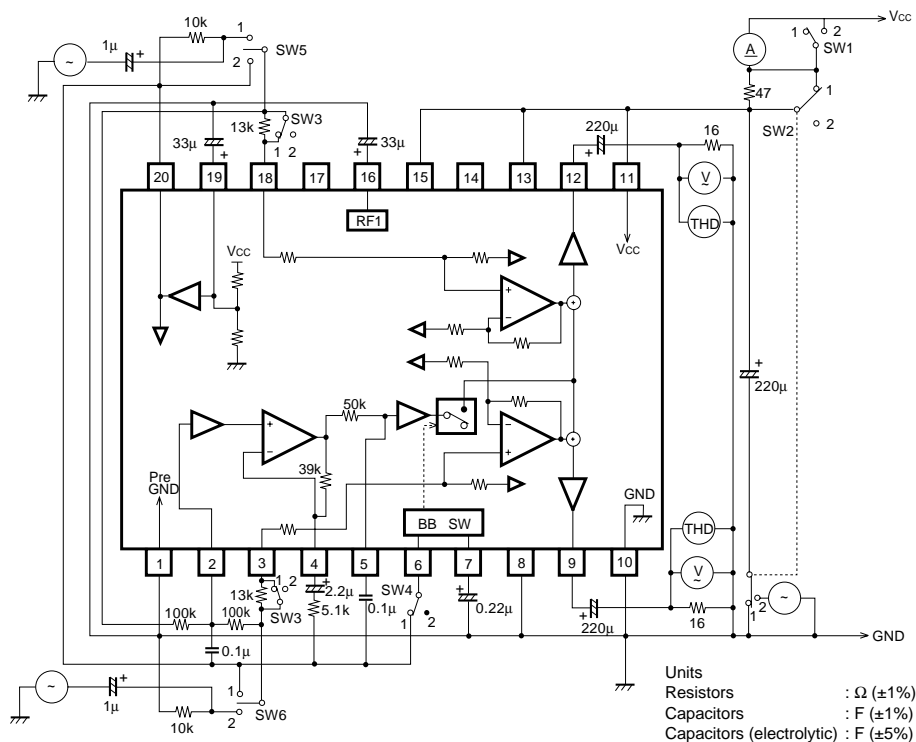 10k
1
Vcc
1μ
+
SW5
1
2
~
2
A
SW1
47
1
13k
SW3
SW2
2
33μ
+
1
2
33μ
+
220μ
+
16
20
19
18
17
16
15
14
13
12
11
V
~
RF1
THD
Vcc
Vcc
+
−
+
+
220μ
50k
−
+
+
+
−
39k
Pre
GND
GND
THD
BB SW
1
2
3
4
5
6
7
8
9
10
V
~
13k
1
2
+
2.2μ
SW4
+
100k
100k
SW3
5.1k
0.1μ
1
2
0.22μ
+
220μ
16
1
2
~
GND
0.1μ
~
+
1μ
1
2
SW6
10k
Units
Resistors : Ω (±1%)
Capacitors : F (±1%)
Capacitors (electrolytic) : F (±5%)